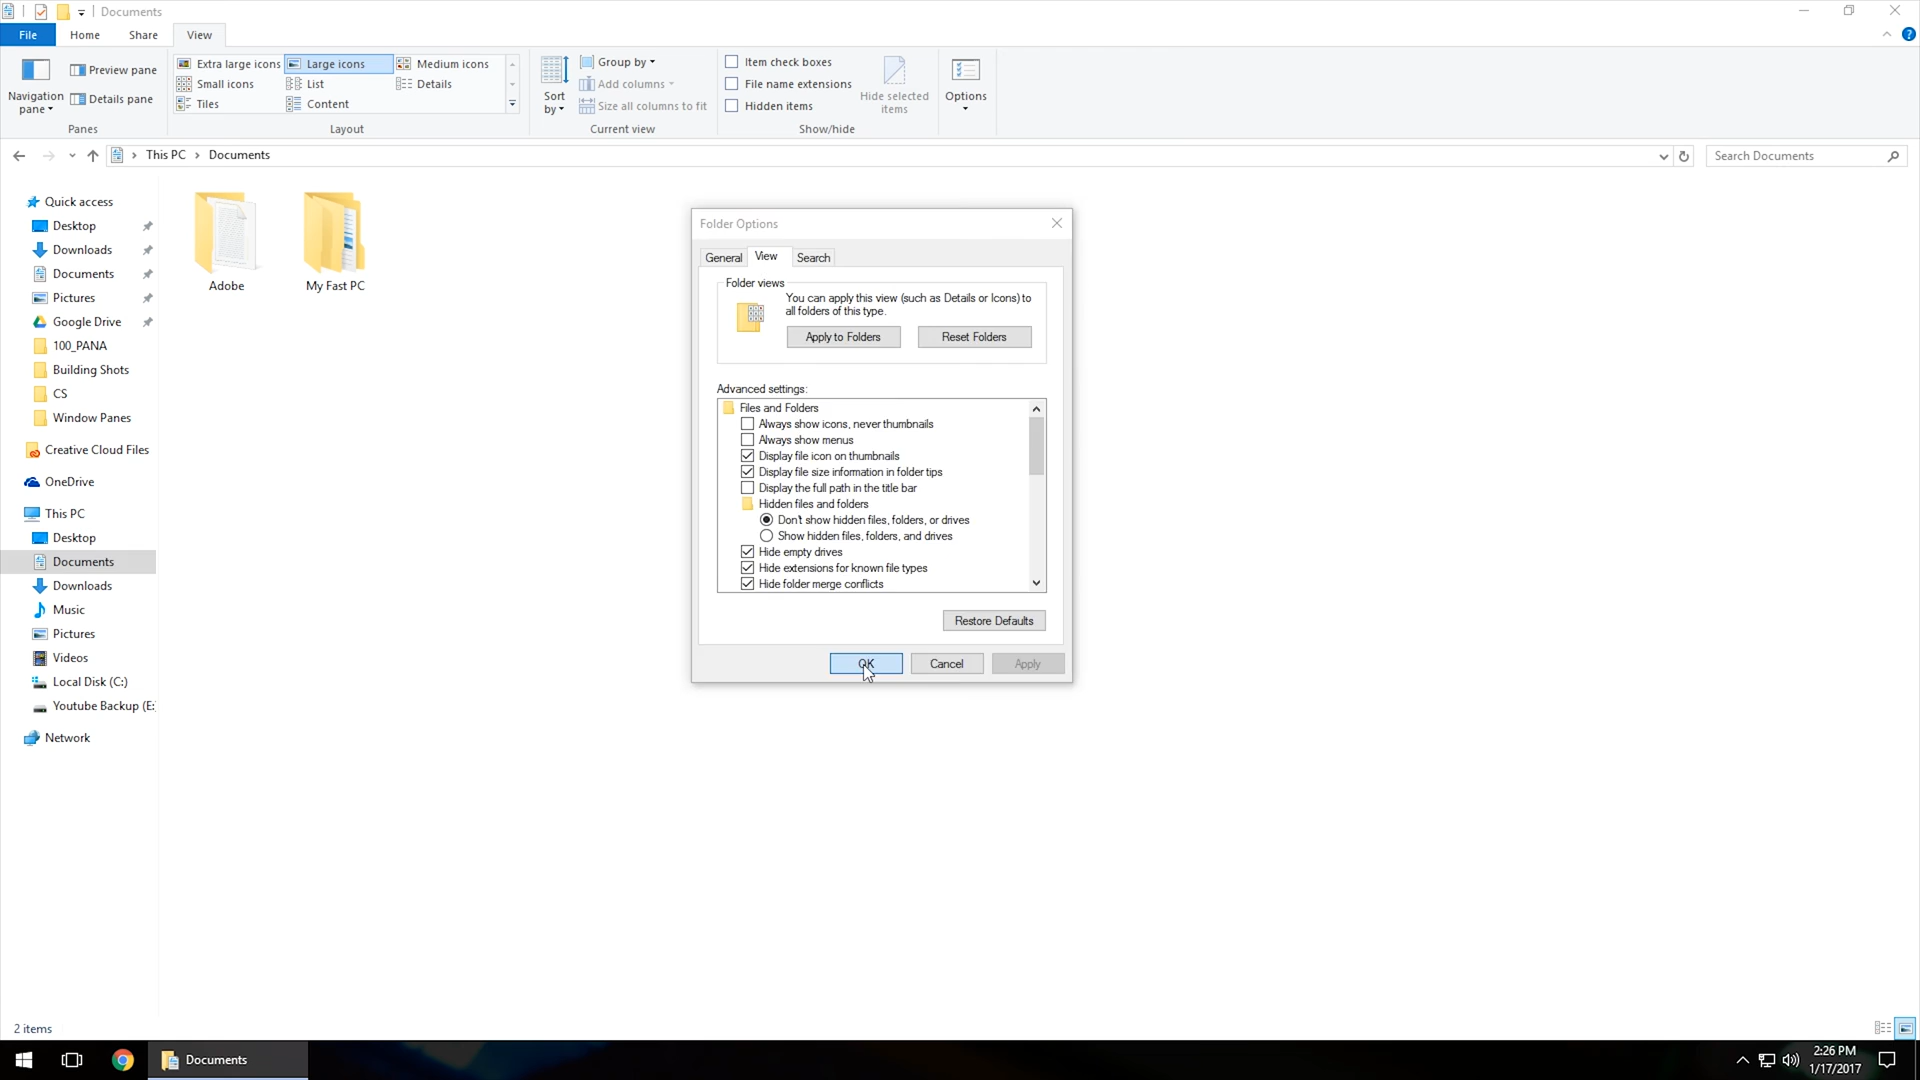 Documents
File
Home
Share
View
Navigation pane
Preview pane
Details pane
Panes
Extra large icons
Large icons
Medium icons
Small icons
List
Details
Tiles
Content
Layout
Sort by
Group by
Add columns
Size all columns to fit
Current view
Item check boxes
File name extensions
Hidden items
Hide selected items
Show/hide
Options
This PC
Documents
Search Documents
Quick access
Desktop
Downloads
Documents
Pictures
Google Drive
100_PANA
Building Shots
CS
Window Panes
Creative Cloud Files
OneDrive
This PC
Desktop
Documents
Downloads
Music
Pictures
Videos
Local Disk (C:)
Youtube Backup (E:
Network
Adobe
My Fast PC
Folder Options
General
View
Search
Folder views
You can apply this view (such as Details or Icons) to
all folders of this type.
Apply to Folders
Reset Folders
Advanced settings:
Files and Folders
Always show icons, never thumbnails
Always show menus
Display file icon on thumbnails
Display file size information in folder tips
Display the full path in the title bar
Hidden files and folders
Don't show hidden files, folders, or drives
Show hidden files, folders, and drives
Hide empty drives
Hide extensions for known file types
Hide folder merge conflicts
Restore Defaults
OK
Cancel
Apply
2 items
Documents
2:26 PM
1/17/2017